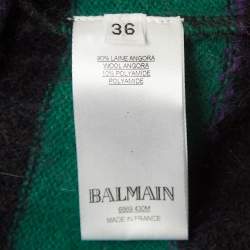 36
90% LAINE ANGORA
WOOL ANGORA
10% POLYAMIDE
POLYAMIDE
BALMAIN
MADE IN FRANCE